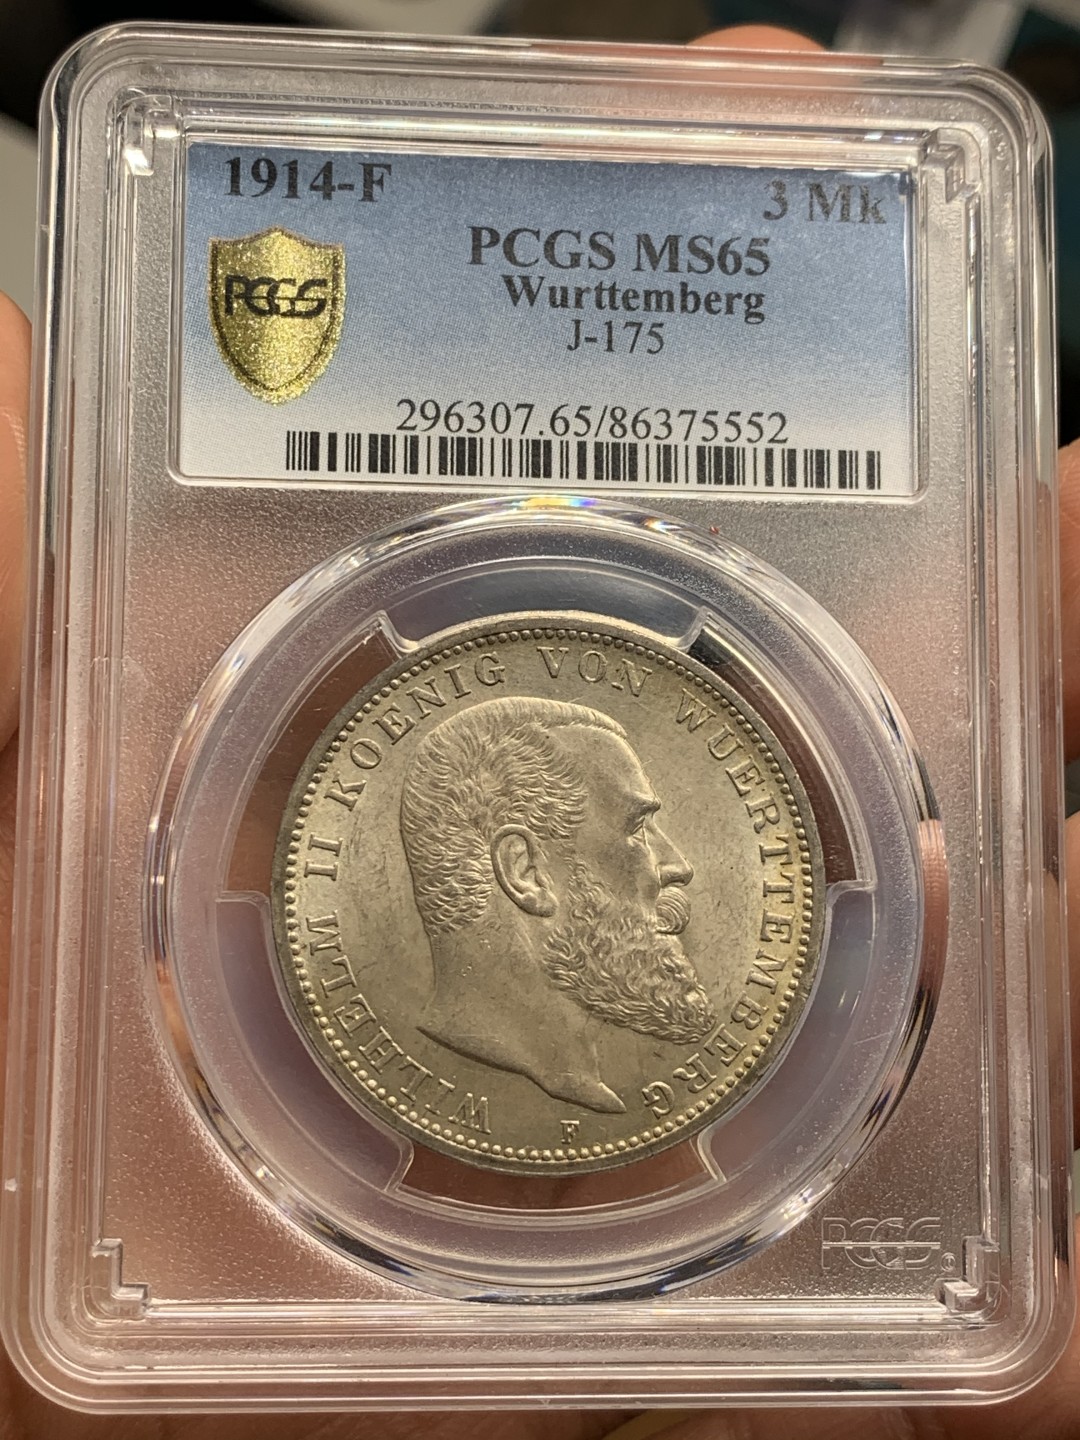 1914-F
3 Mk
PCGS MS65
Wurttemberg
J-175
PCGS
296307.65/86375552
WILHELM II KOENIG VON WUERTTEMBERG
F
PCGS